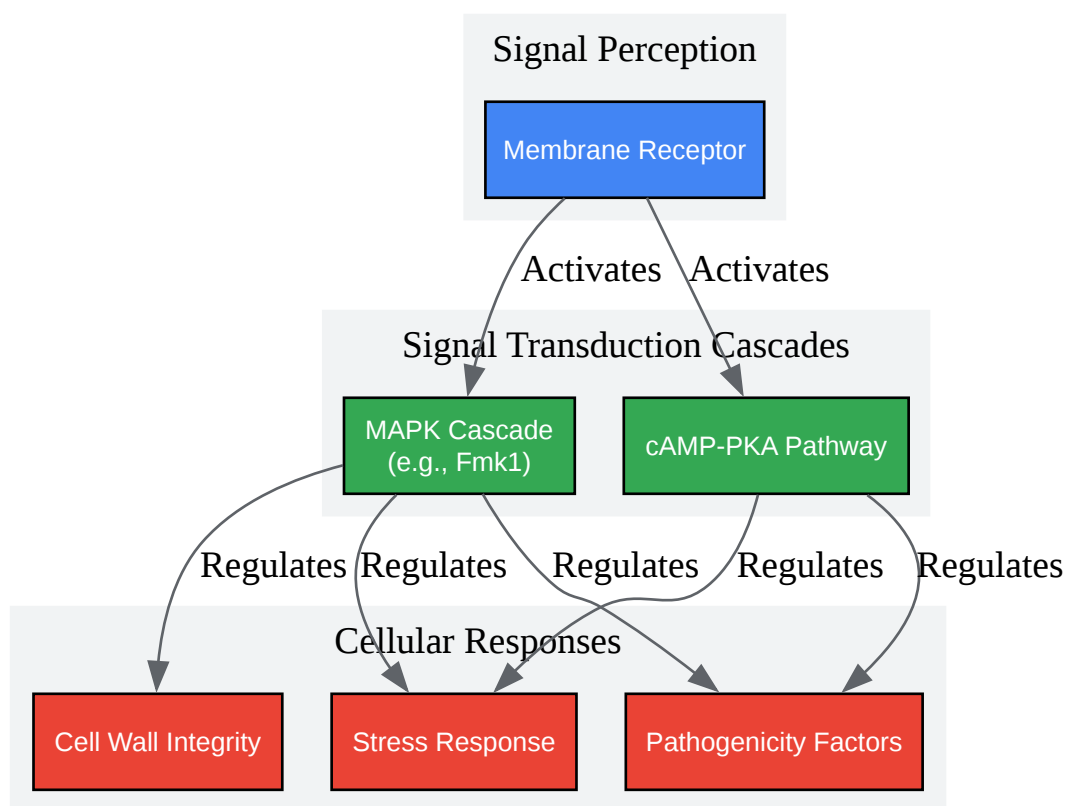 Signal Perception
Membrane Receptor
Activates
Activates
Signal Transduction Cascades
MAPK Cascade
(e.g., Fmk1)
cAMP-PKA Pathway
Regulates
Regulates
Regulates
Regulates
Regulates
Cellular Responses
Cell Wall Integrity
Stress Response
Pathogenicity Factors